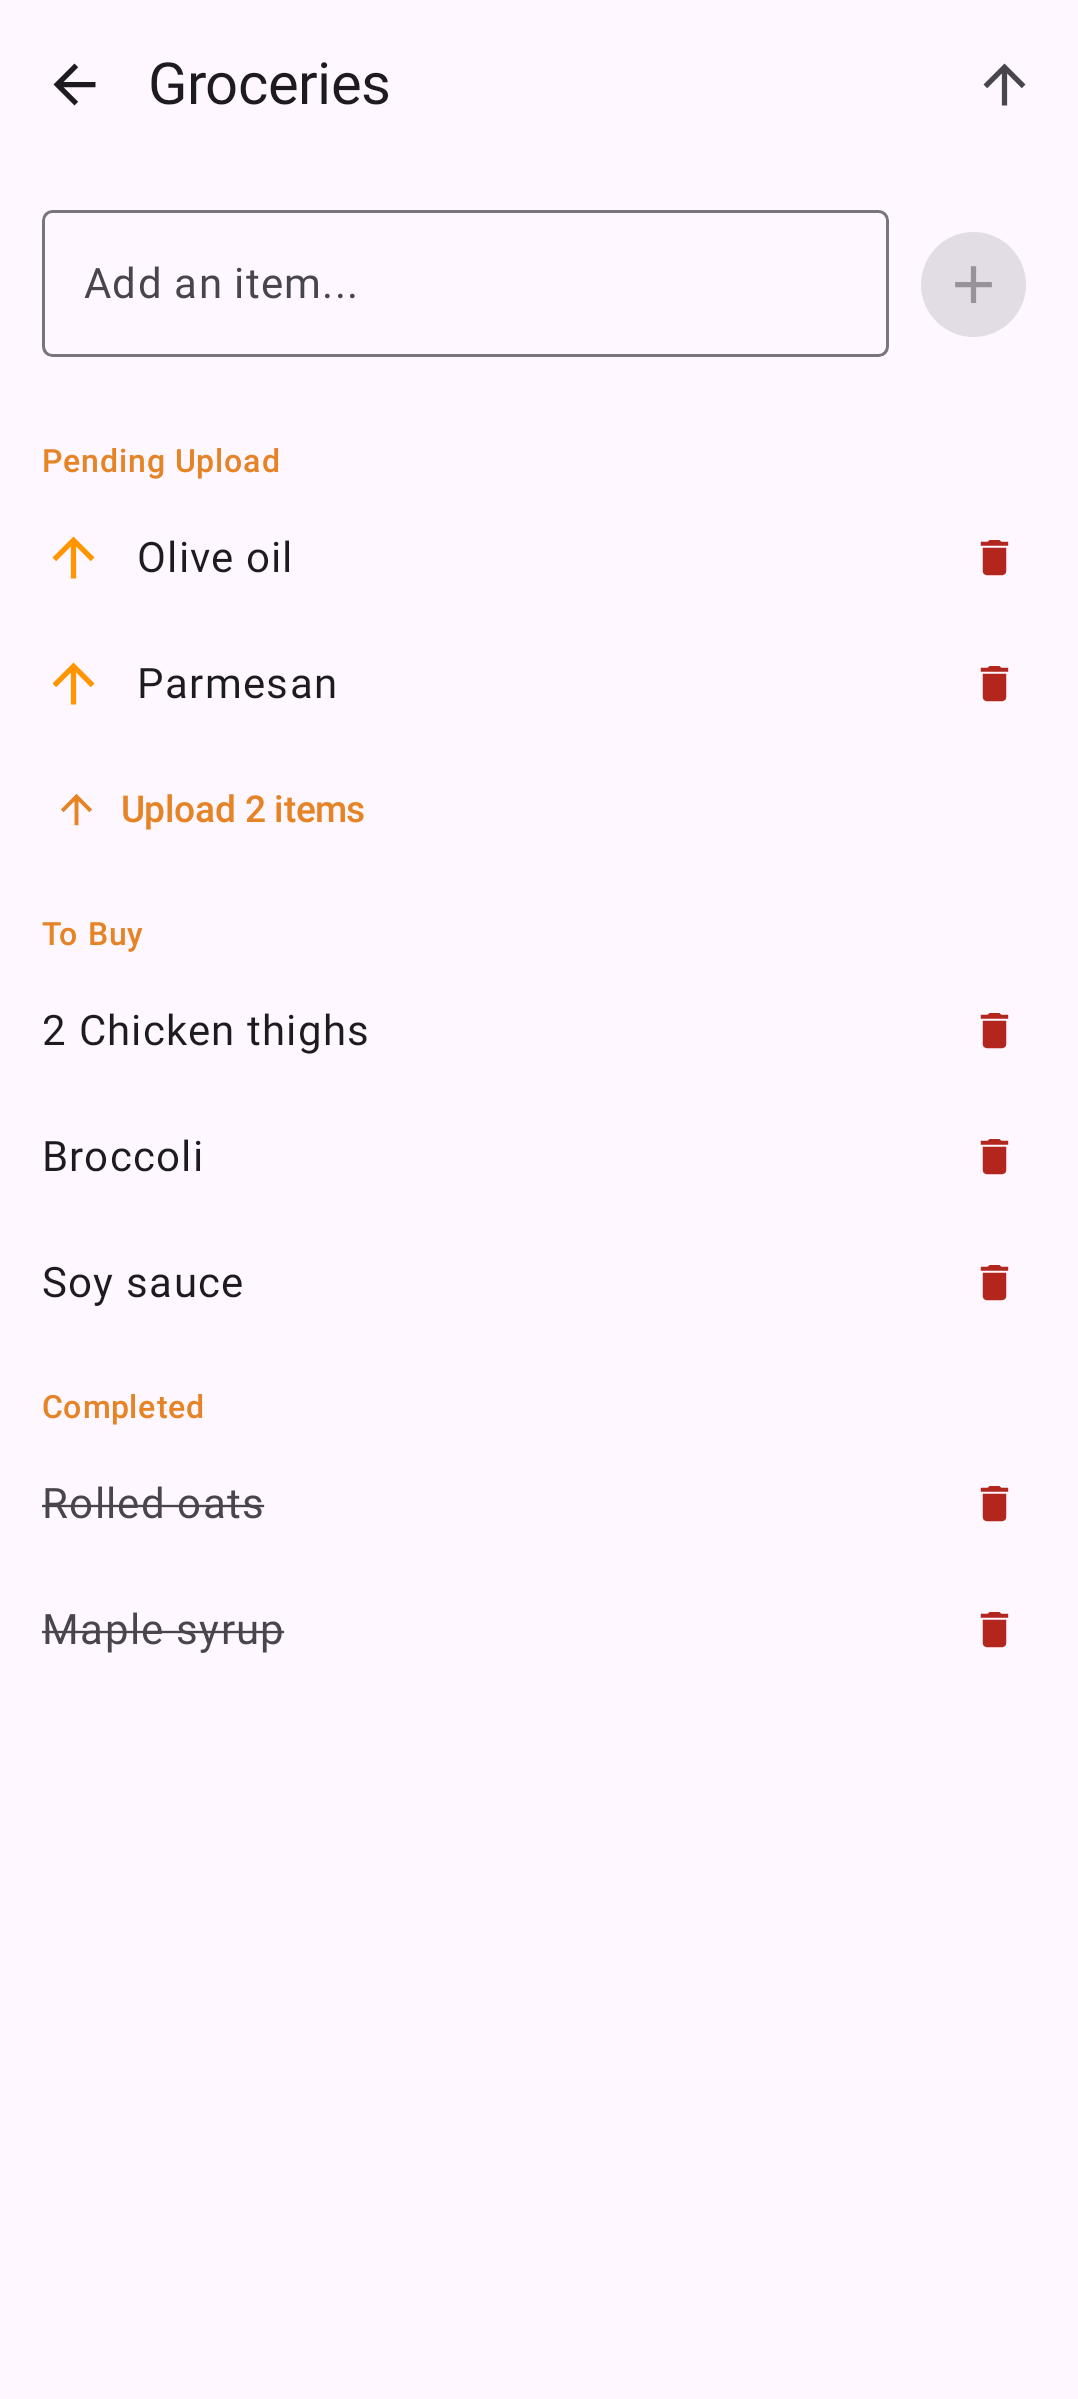 Groceries
Add an item...
Pending Upload
Olive oil
Parmesan
Upload 2 items
To Buy
2 Chicken thighs
Broccoli
Soy sauce
Completed
Rolled oats
Maple syrup